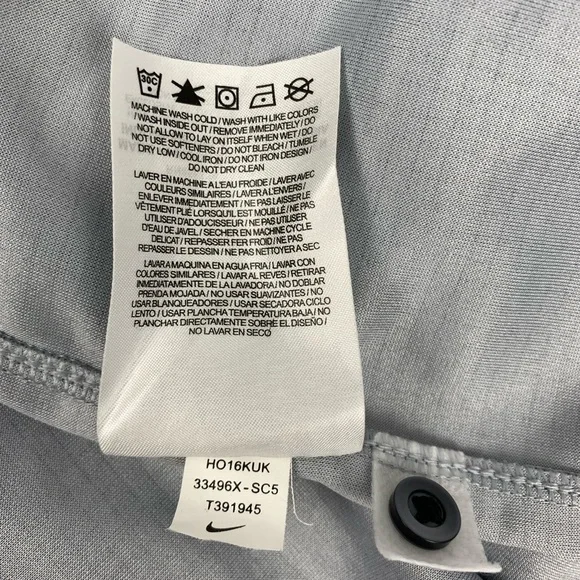 30C
MACHINE WASH COLD / WASH WITH LIKE COLORS
/ WASH INSIDE OUT / REMOVE IMMEDIATELY / DO
NOT ALLOW TO LAY ON ITSELF WHEN WET / DO
NOT USE SOFTENERS / DO NOT BLEACH / TUMBLE
DRY LOW / COOL IRON / DO NOT IRON DESIGN /
DO NOT DRY CLEAN
LAVER EN MACHINE A L'EAU FROIDE / LAVER AVEC
COULEURS SIMILAIRES / LAVER A L'ENVERS /
ENLEVER IMMÉDIATEMENT / NE PAS LAISSER LE
VÊTEMENT PLIÉ LORSQU'IL EST MOUILLÉ / NE PAS
UTILISER D'ADOUCISSEUR / NE PAS UTILISER
D'EAU DE JAVEL / SECHER EN MACHINE CYCLE
DELICAT / REPASSER FER FROID / NE PAS
REPASSER LE DESSIN / NE PAS NETTOYER A SEC
LAVAR A MAQUINA EN AGUA FRIA / LAVAR CON
COLORES SIMILARES / LAVAR AL REVES / RETIRAR
INMEDIATAMENTE DE LA LAVADORA / NO DOBLAR
PRENDA MOJADA / NO USAR SUAVIZANTES / NO
USAR BLANQUEADORES / USAR SECADORA CICLO
LENTO / USAR PLANCHA TEMPERATURA BAJA / NO
PLANCHAR DIRECTAMENTE SOBRE EL DISEÑO /
NO LAVAR EN SECO
HO16KUK
33496X-SC5
T391945